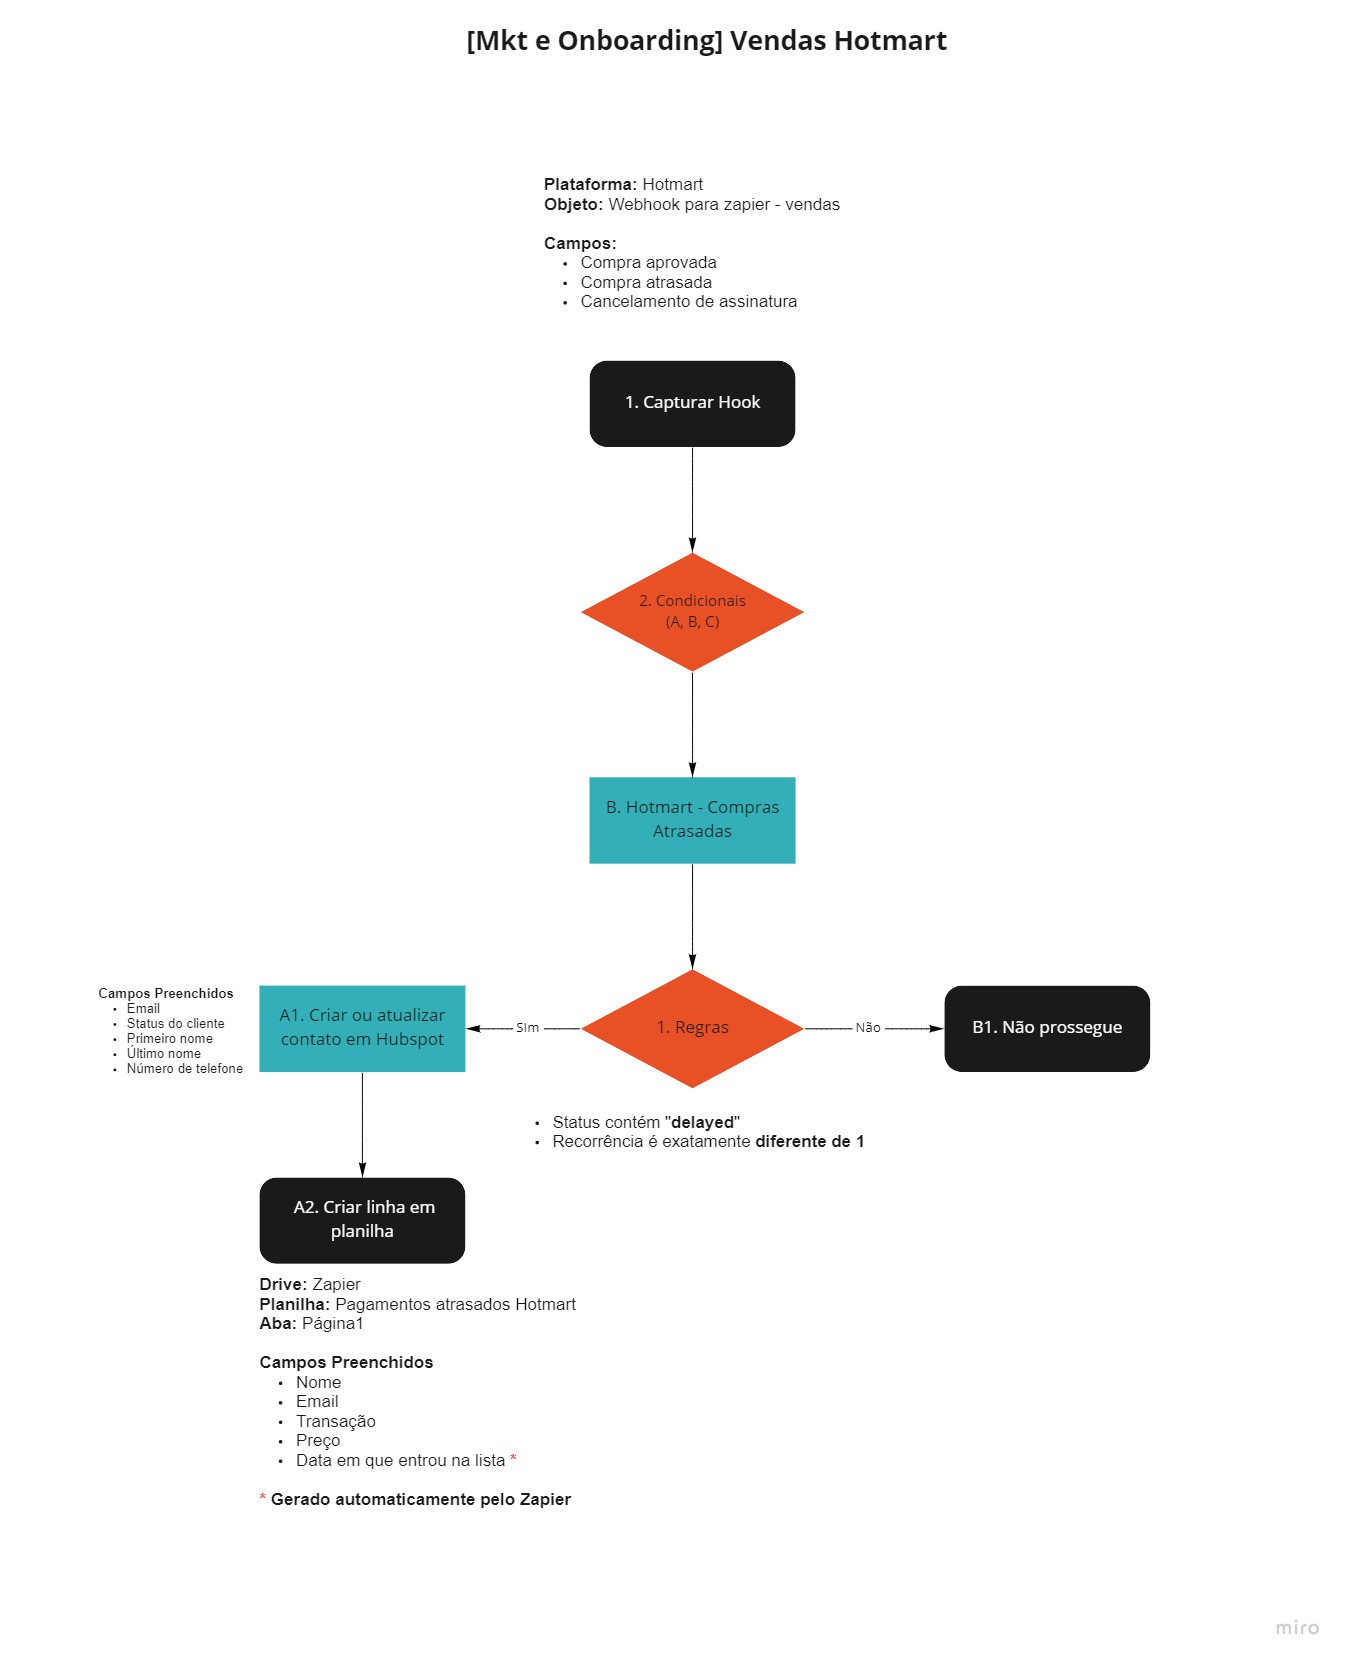 [Mkt e Onboarding] Vendas Hotmart
Plataforma: Hotmart
Objeto: Webhook para zapier - vendas
Campos:
• Compra aprovada
• Compra atrasada
• Cancelamento de assinatura
1. Capturar Hook
2. Condicionais
(A, B, C)
B. Hotmart - Compras
Atrasadas
Campos Preenchidos
• Email
• Status do cliente
• Primeiro nome
• Último nome
• Número de telefone
A1. Criar ou atualizar
contato em Hubspot
SIm
1. Regras
Não
B1. Não prossegue
• Status contém "delayed"
• Recorrência é exatamente diferente de 1
A2. Criar linha em
planilha
Drive: Zapier
Planilha: Pagamentos atrasados Hotmart
Aba: Página1
Campos Preenchidos
• Nome
• Email
• Transação
• Preço
• Data em que entrou na lista *
* Gerado automaticamente pelo Zapier
miro